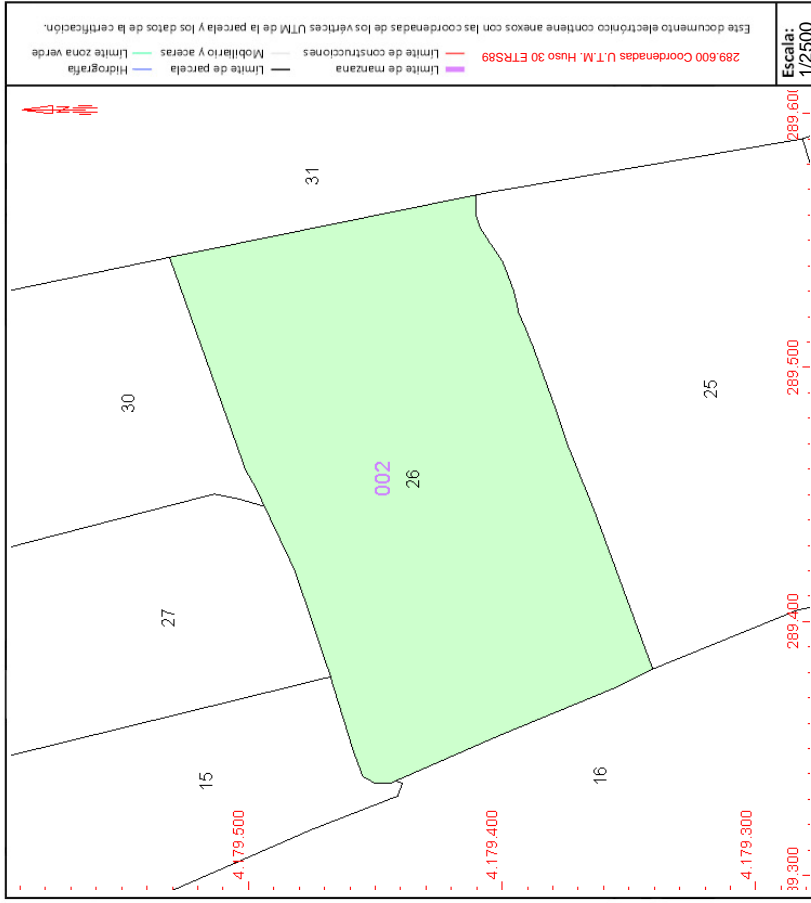 Escala:
1/2500
289.600 Coordenadas U.T.M. Huso 30 ETRS89
Límite de manzana
Límite de construcciones
Límite de parcela
Mobiliario y aceras
Hidrografía
Límite zona verde
Este documento electrónico contiene anexos con las coordenadas de los vértices UTM de la parcela y los datos de la certificación.
31
30
002
26
25
27
15
16
4.179.500
4.179.400
4.179.300
39.300
289.400
289.500
289.600